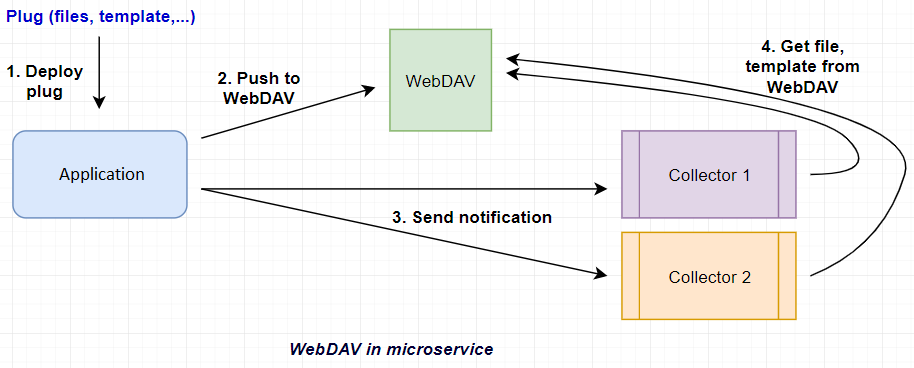 Plug (files, template,...)
1. Deploy
plug
2. Push to
WebDAV
WebDAV
4. Get file,
template from
WebDAV
Application
Collector 1
3. Send notification
Collector 2
WebDAV in microservice